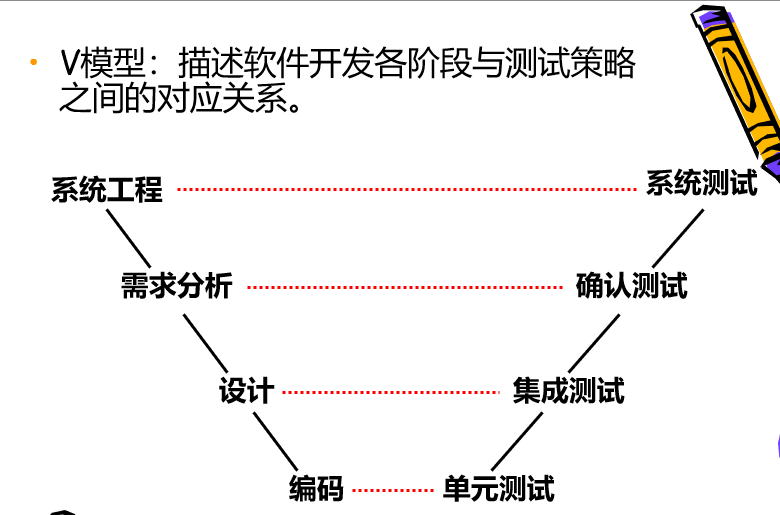 V模型：描述软件开发各阶段与测试策略
之间的对应关系。
系统工程 系统测试
需求分析 确认测试
设计 集成测试
编码 单元测试